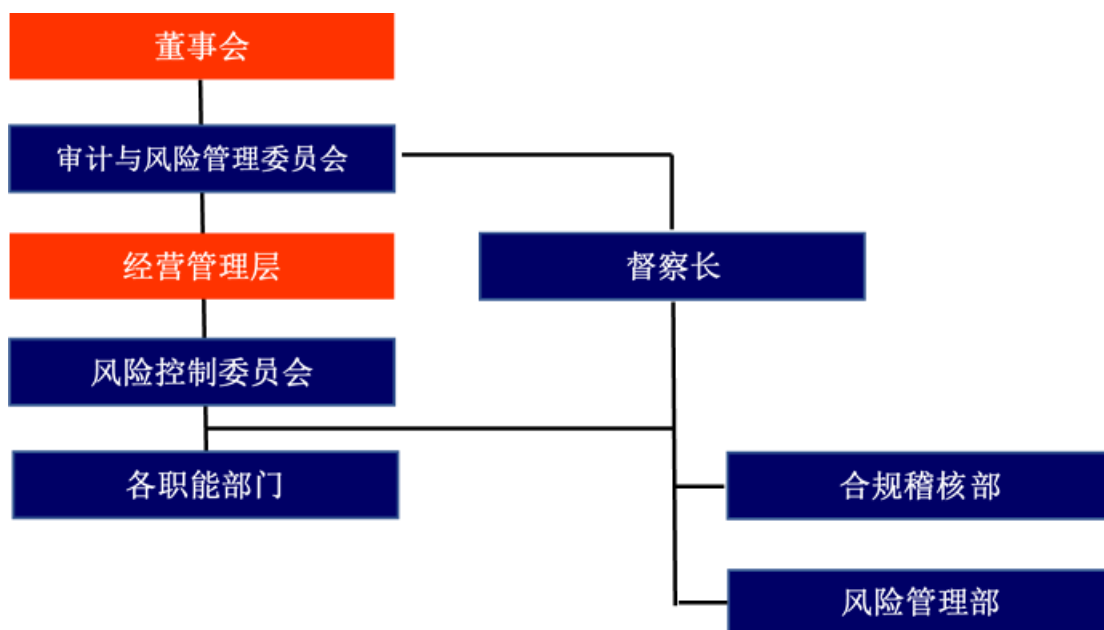 董事会
审计与风险管理委员会
经营管理层
督察长
风险控制委员会
各职能部门
合规稽核部
风险管理部